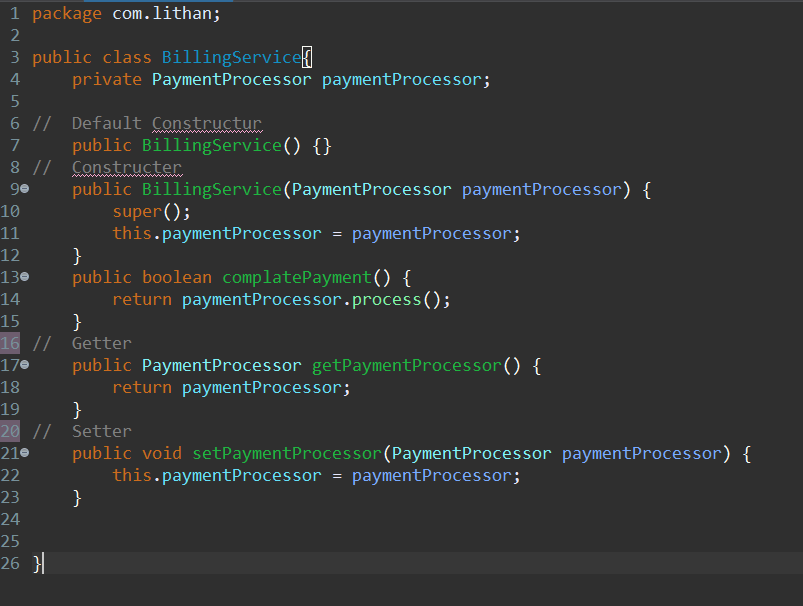 1 package com.lithan;
2
3 public class BillingService{
4     private PaymentProcessor paymentProcessor;
5
6 //  Default Constructur
7     public BillingService() {}
8 //  Constructer
9     public BillingService(PaymentProcessor paymentProcessor) {
10         super();
11         this.paymentProcessor = paymentProcessor;
12     }
13     public boolean complatePayment() {
14         return paymentProcessor.process();
15     }
16 //  Getter
17     public PaymentProcessor getPaymentProcessor() {
18         return paymentProcessor;
19     }
20 //  Setter
21     public void setPaymentProcessor(PaymentProcessor paymentProcessor) {
22         this.paymentProcessor = paymentProcessor;
23     }
24
25
26 }